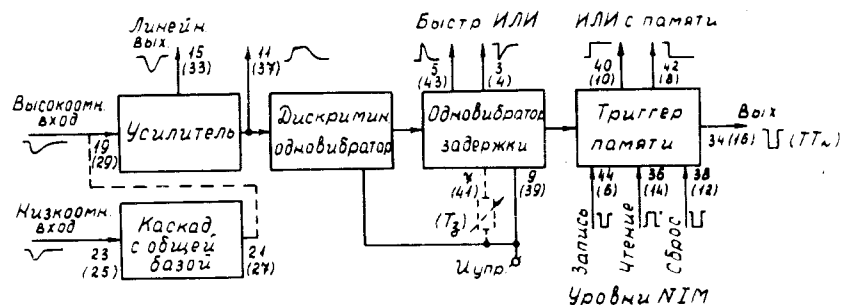 Линейн.
вых.
15
(33)
11
(37)
Быстр ИЛИ
5
(43)
3
(4)
ИЛИ с памяти
40
(10)
42
(8)
Высокоомн.
вход
19
(29)
Усилитель
Дискримин
одновибратор
Одновибратор
задержки
Триггер
памяти
Вых
34(16)
(ТТл)
(41)
9
(39)
(Тз)
Uупр.
44
(6)
36
(14)
38
(12)
Запись
Чтение
Сброс
Уровни NIM
Низкоомн.
вход
23
(25)
Каскад
с общей
базой
21
(27)